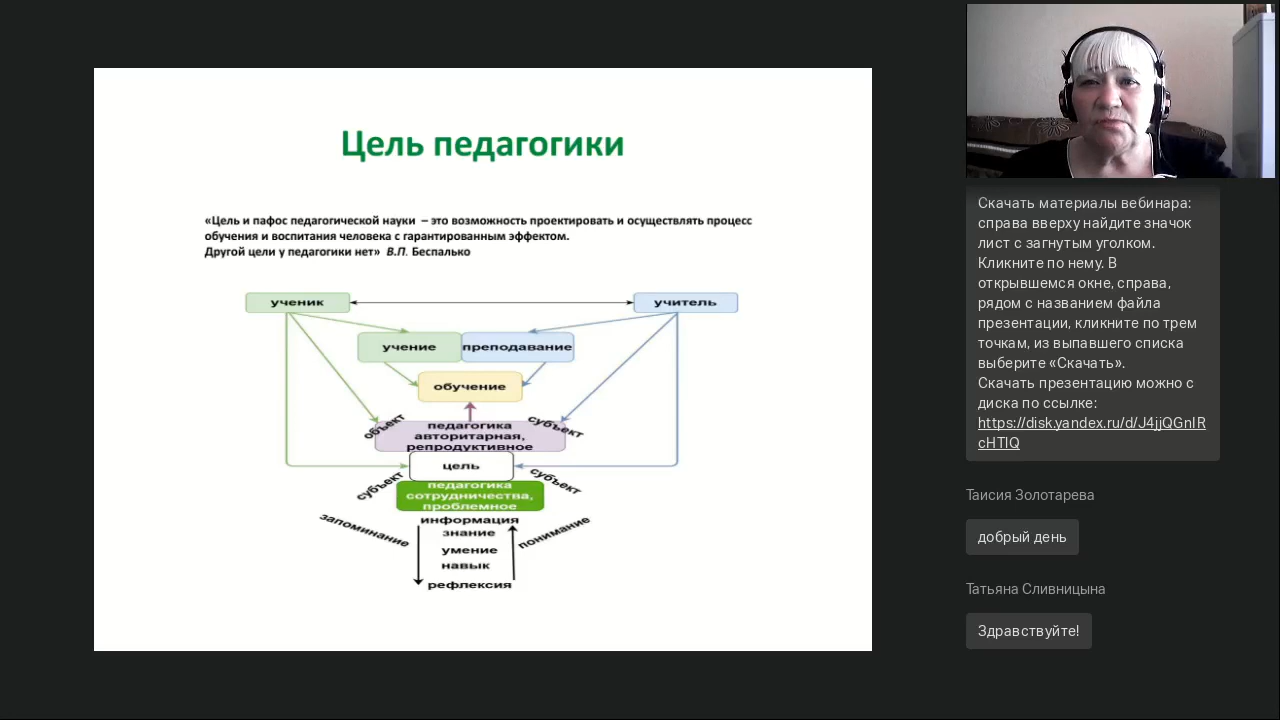 Цель педагогики
«Цель и пафос педагогической науки – это возможность проектировать и осуществлять процесс
обучения и воспитания человека с гарантированным эффектом.
Другой цели у педагогики нет» В.П. Беспалько
ученик
учитель
учение
преподавание
обучение
объект
субъект
педагогика
авторитарная,
репродуктивное
цель
субъект
субъект
педагогика
сотрудничества,
проблемное
запоминание
понимание
информация
знание
умение
навык
рефлексия
Скачать материалы вебинара:
справа вверху найдите значок
лист с загнутым уголком.
Кликните по нему. В
открывшемся окне, справа,
рядом с названием файла
презентации, кликните по трем
точкам, из выпавшего списка
выберите «Скачать».
Скачать презентацию можно с
диска по ссылке:
https://disk.yandex.ru/d/J4jjQGnIR
cHTlQ
Таисия Золотарева
добрый день
Татьяна Сливницына
Здравствуйте!